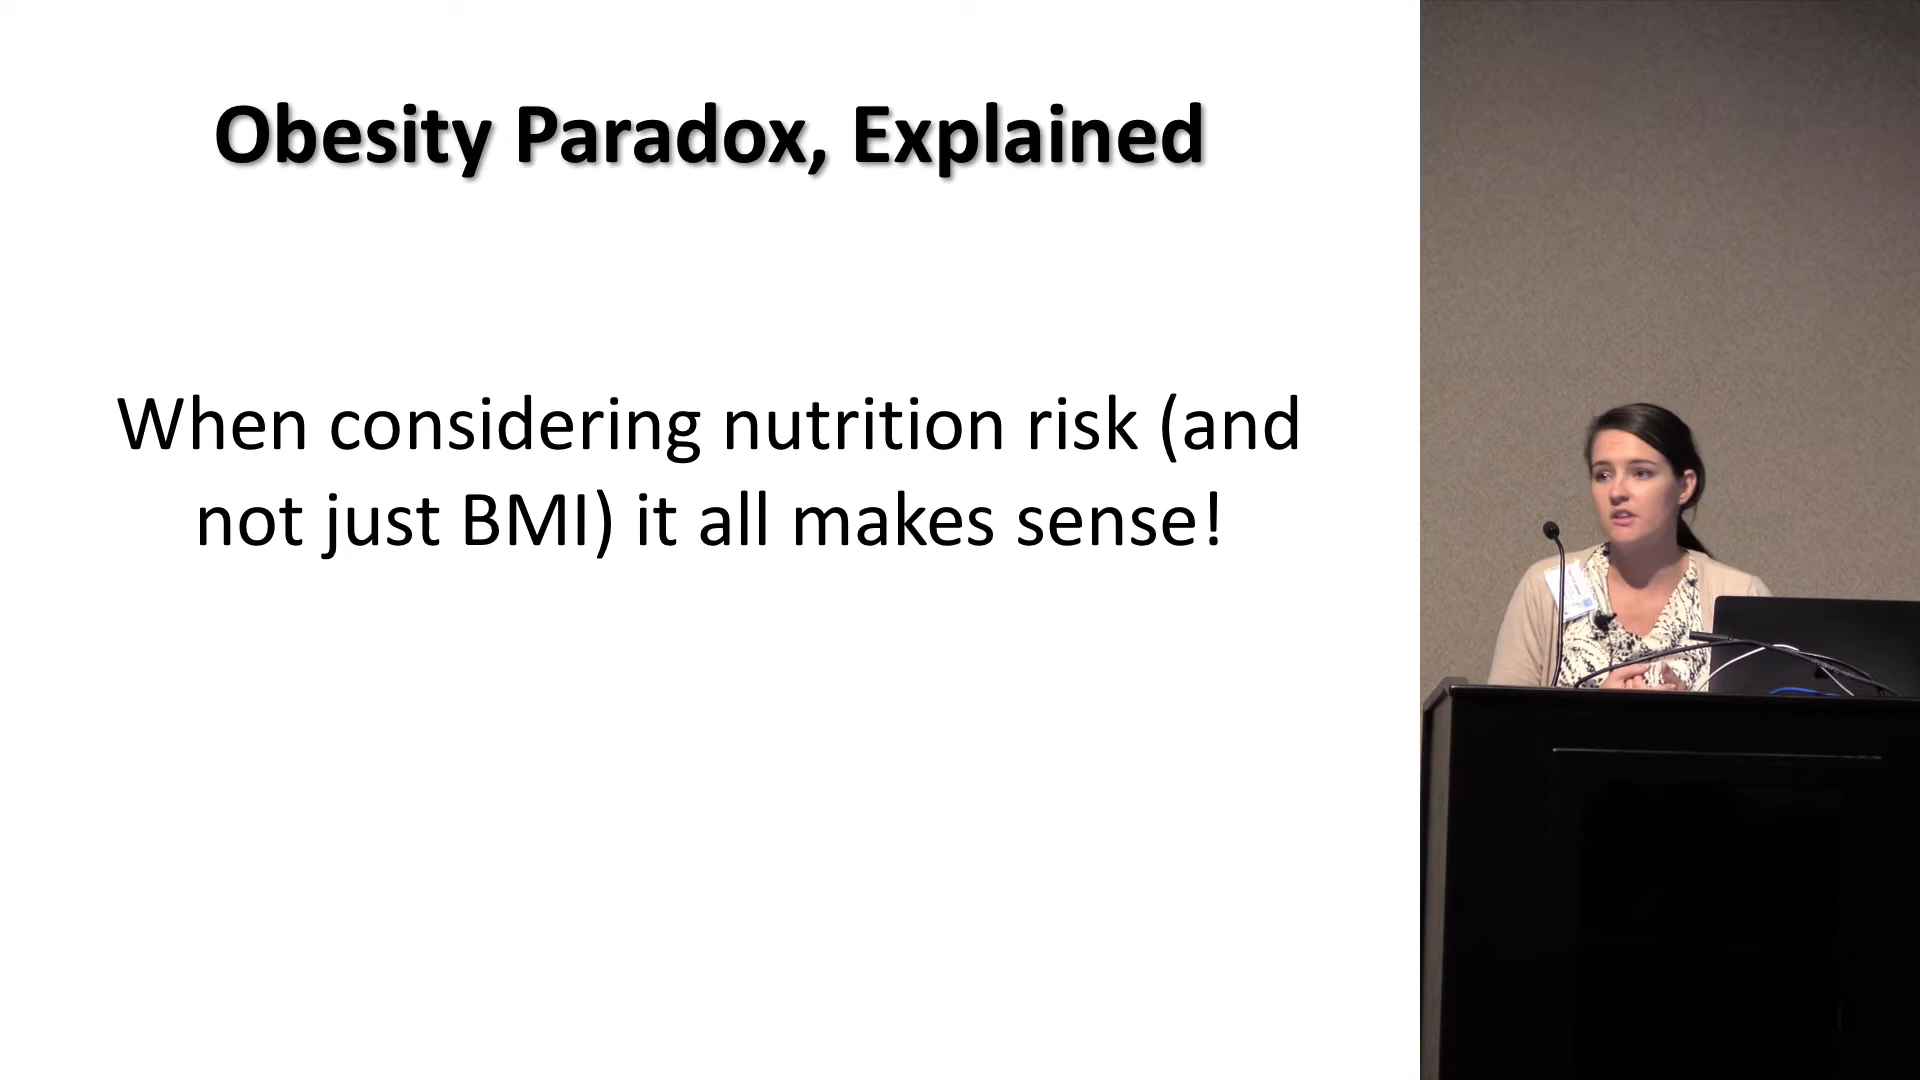 Obesity Paradox, Explained
When considering nutrition risk (and
not just BMI) it all makes sense!